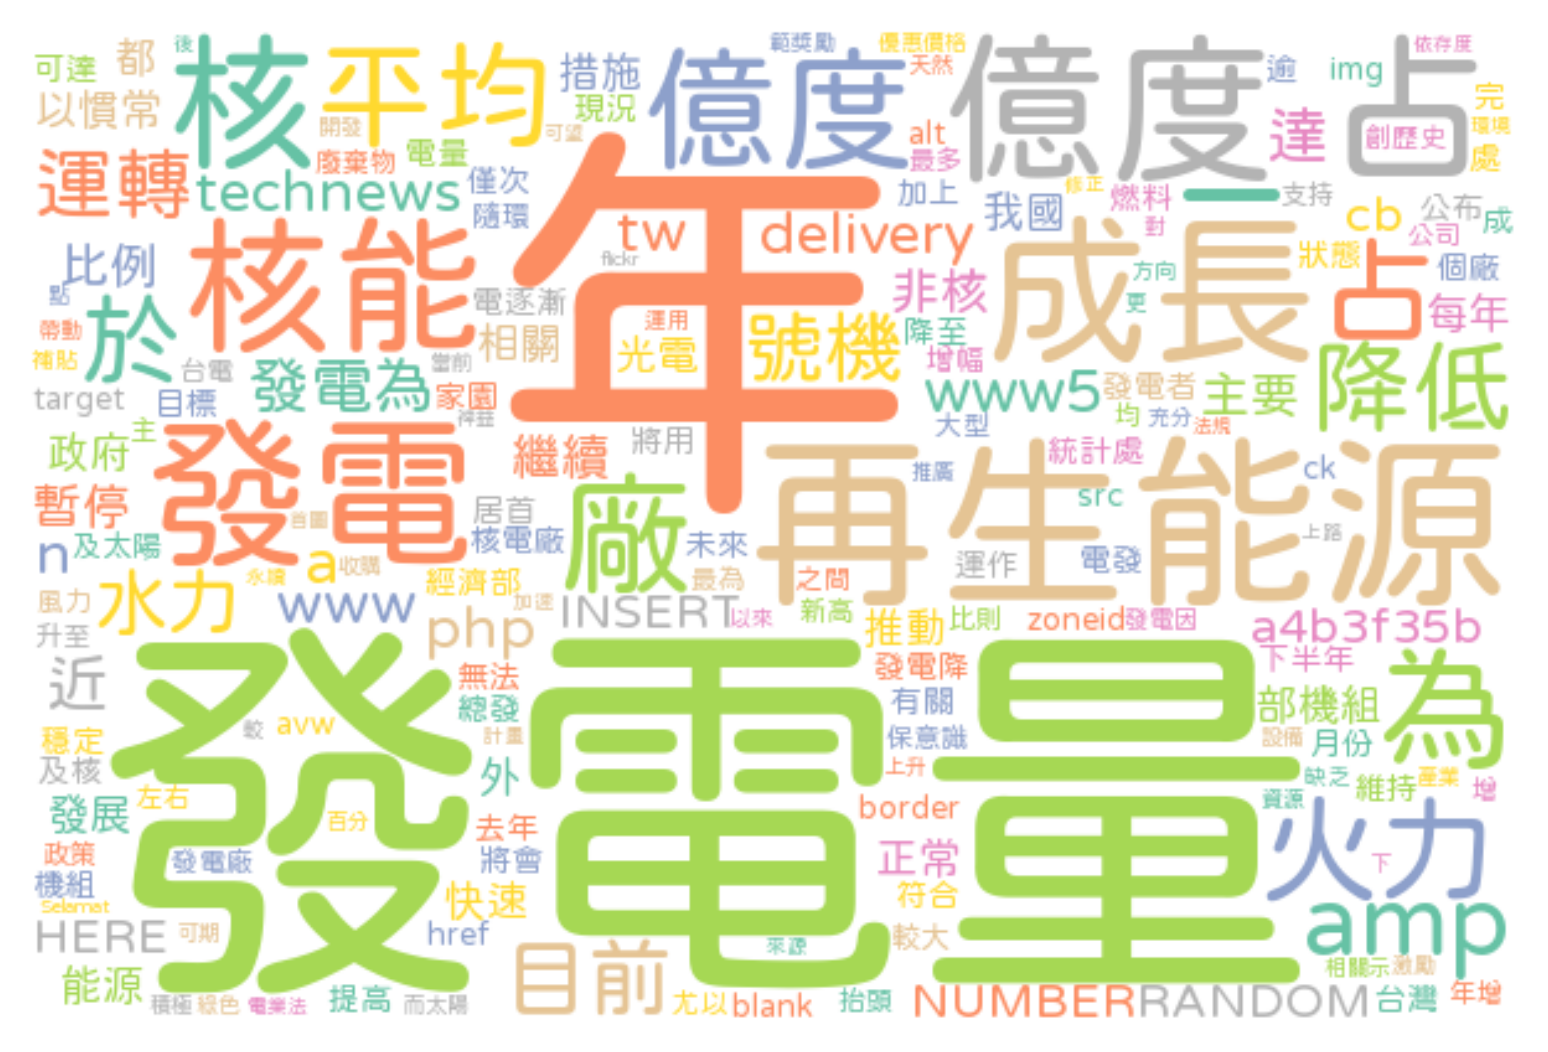 可達
都
後
核
平均
措施
範獎勵
優惠價格
依存度
億度
天然
億度
逾
img
占
完
以慣常
開發
現況
可望
alt
達
創歷史
環境
運轉
廢棄物
電量
最多
處
technews
僅次
年
加上
修正
燃料
一
支持
隨環
tw
delivery
我國
對
cb
公布
成
比例
核能
flickr
成長
狀態
公司
點
電逐漸
非核
方向
占
個廠
於
相關
運用
號機
降至
更
每年
帶動
補貼
台電
發電為
當前
光電
增幅
降低
target
目標
家園
www5
發電者
主要
神益
大型
均
充分
法規
政府
主
發電
繼續
將用
再生能源
推廣
統計處
ck
暫停
首圖
居首
廠
src
n
及太陽
核電廠
未來
運作
電發
上路
水力
永續
a
收購
經濟部
最為
之間
風力
www
加速
INSERT
以來
新高
比則
zoneid
發電因
a4b3f35b
升至
php
推動
近
發電量
無法
發電降
下半年
為
總發
有關
部機組
穩定
較
avw
計畫
保意識
設備
月份
及核
外
上升
缺乏
維持
產業
發展
左右
百分
border
資源
火力
政策
發電廠
去年
正常
下
機組
將會
Selamat
快速
符合
amp
HERE
可期
href
目前
來源
較大
相關示
激勵
能源
積極
綠色
電業法
提高
而太陽
尤以
blank
抬頭
NUMBER
RANDOM
台灣
年